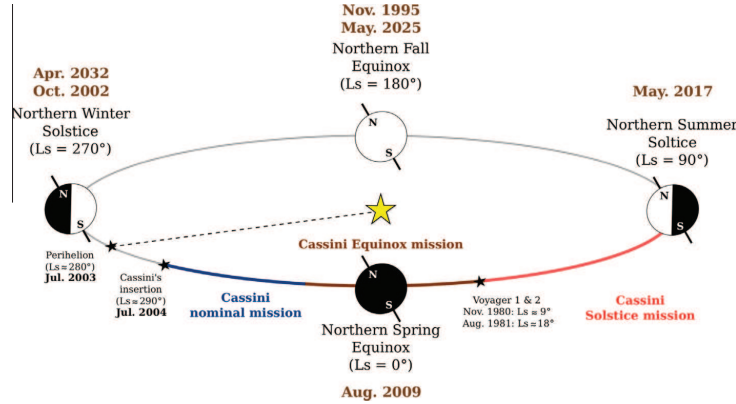 Nov. 1995
May. 2025
Northern Fall
Equinox
(Ls = 180°)
Apr. 2032
Oct. 2002
Northern Winter
Solstice
(Ls = 270°)
May. 2017
Northern Summer
Soltice
(Ls = 90°)
N
S
N
S
N
S
Perihelion
(Ls≈280°)
Jul. 2003
Cassini's
insertion
(Ls≈290°)
Jul. 2004
Cassini
nominal mission
Cassini Equinox mission
N
S
Northern Spring
Equinox
(Ls = 0°)
Aug. 2009
Voyager 1 & 2
Nov. 1980: Ls ≈ 9°
Aug. 1981: Ls ≈18°
Cassini
Solstice mission